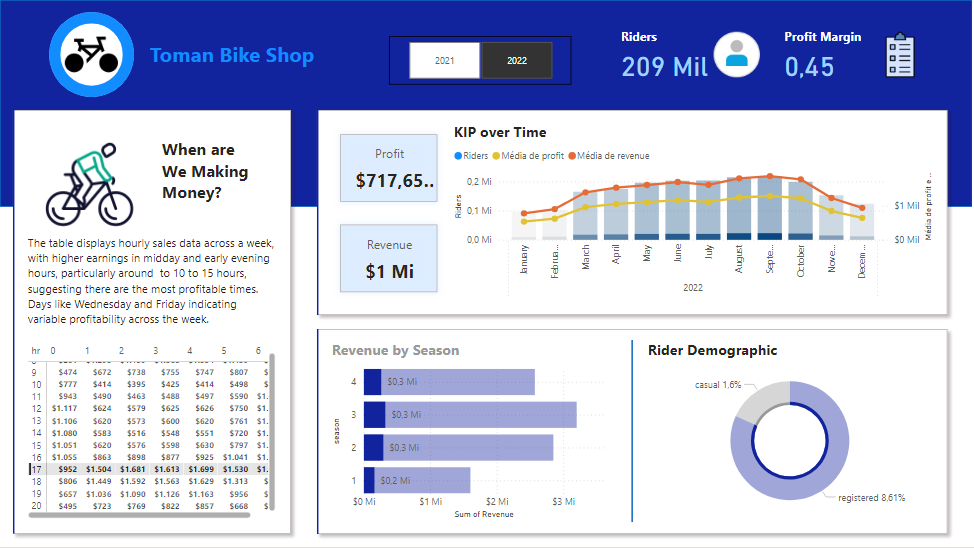 Toman Bike Shop
2021
2022
Riders
209 Mil
Profit Margin
0,45
When are
We Making
Money?
The table displays hourly sales data across a week,
with higher earnings in midday and early evening
hours, particularly around to 10 to 15 hours,
suggesting there are the most profitable times.
Days like Wednesday and Friday indicating
variable profitability across the week.
hr 0 1 2 3 4 5 6
9 $474 $672 $738 $755 $747 $807 $
10 $777 $414 $395 $425 $414 $498 $
11 $943 $490 $463 $488 $497 $590 $1.
12 $1.117 $624 $579 $625 $626 $750 $1.
13 $1.106 $620 $573 $600 $620 $761 $1.
14 $1.080 $583 $516 $548 $551 $720 $1.
15 $1.051 $620 $576 $598 $630 $797 $1.
16 $1.055 $863 $898 $877 $925 $1.041 $1.
17 $952 $1.504 $1.681 $1.613 $1.699 $1.530 $1.
18 $806 $1.449 $1.592 $1.563 $1.629 $1.313 $
19 $657 $1.036 $1.090 $1.126 $1.163 $956 $
20 $495 $723 $769 $822 $857 $668 $
Profit
$717,65..
Revenue
$1 Mi
KIP over Time
Riders Média de profit Média de revenue
Riders
0,2 Mi
0,1 Mi
0,0 Mi
$1 Mil
$0 Mil
Média de profit e ..
January
Februa...
March
April
May
June
July
August
Septe...
October
Nove...
Decem...
2022
Revenue by Season
season
4 $0.3 Mi
3 $0.3 Mi
2 $0.3 Mi
1 $0,2 Mi
$0 Mi $1 Mi $2 Mi $3 Mi
Sum of Revenue
Rider Demographic
casual 1,6%
registered 8,61%